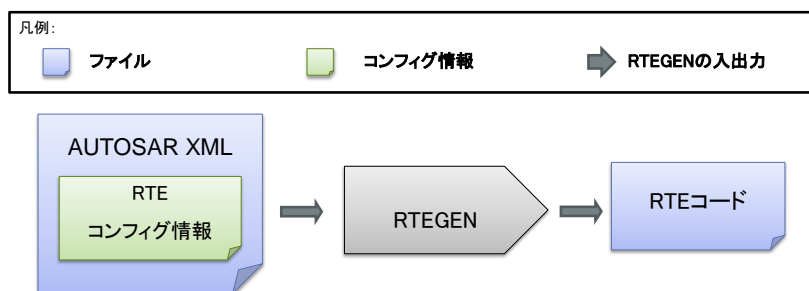 凡例:
ファイル
コンフィグ情報
RTEGENの入出力
AUTOSAR XML
RTE
コンフィグ情報
RTEGEN
RTEコード